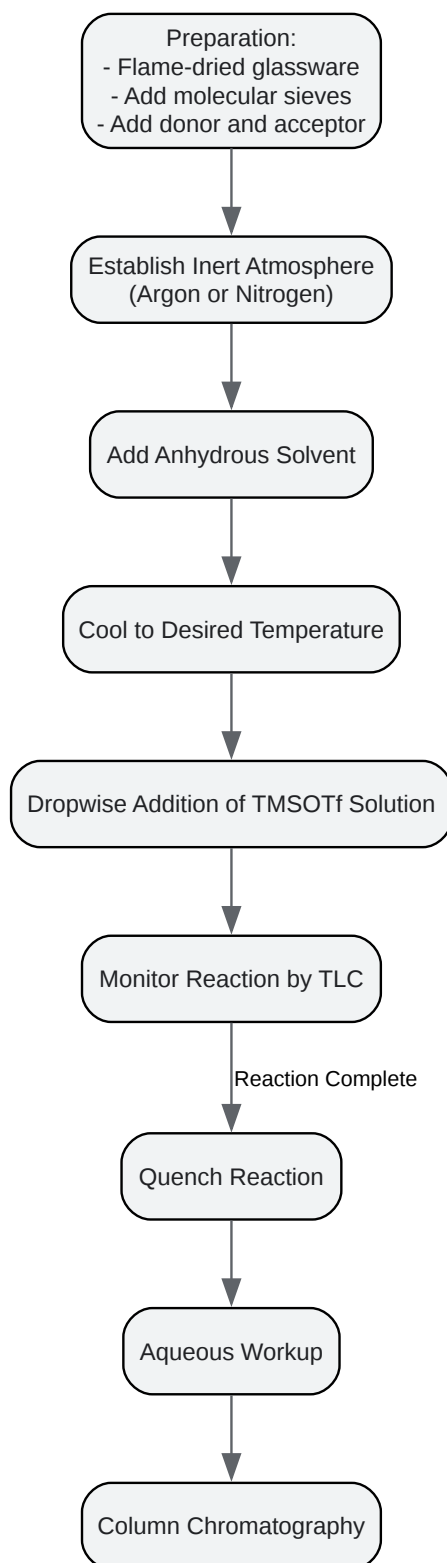 Preparation:
- Flame-dried glassware
- Add molecular sieves
- Add donor and acceptor
Establish Inert Atmosphere
(Argon or Nitrogen)
Add Anhydrous Solvent
Cool to Desired Temperature
Dropwise Addition of TMSOTf Solution
Monitor Reaction by TLC
Reaction Complete
Quench Reaction
Aqueous Workup
Column Chromatography